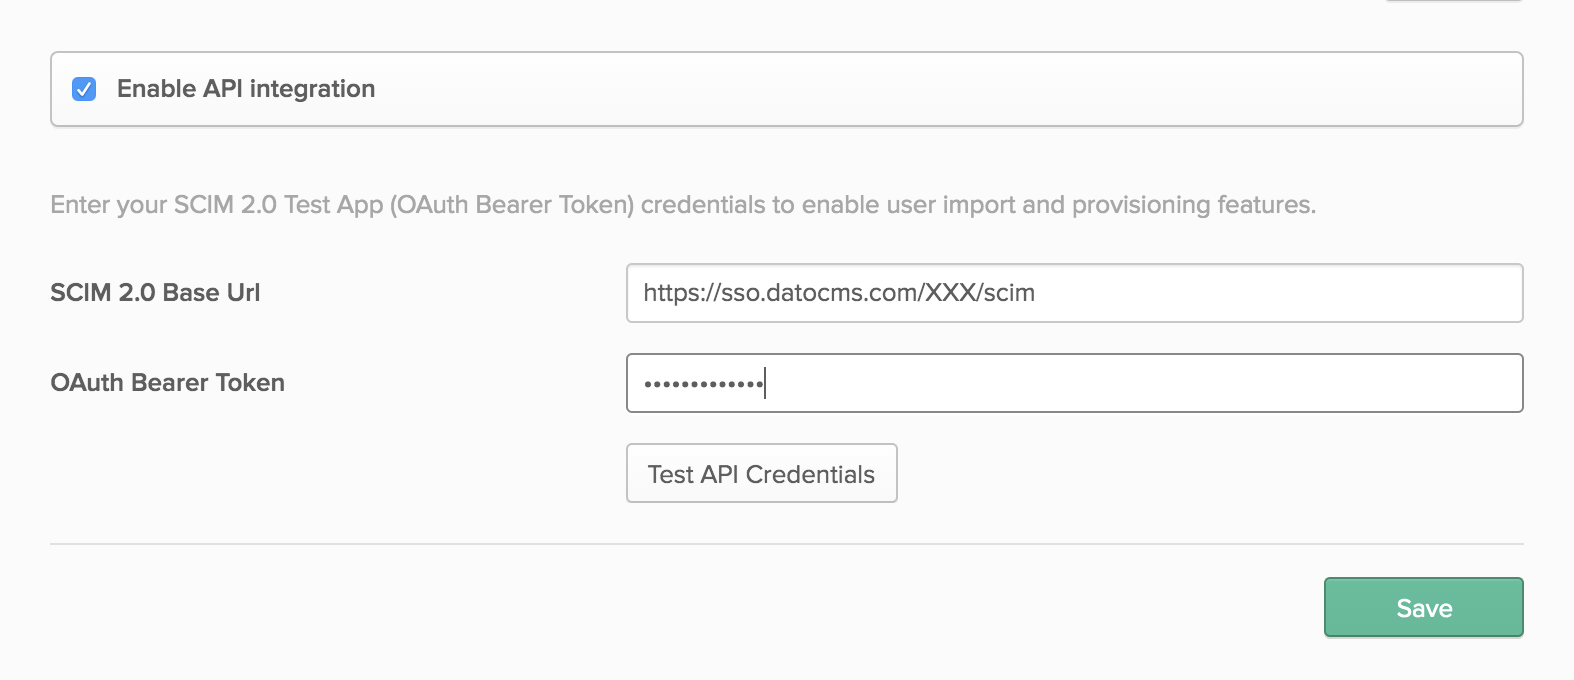 Enable API integration
Enter your SCIM 2.0 Test App (OAuth Bearer Token) credentials to enable user import and provisioning features.
SCIM 2.0 Base Url
https://sso.datocms.com/XXX/scim
OAuth Bearer Token
•••••••••••••
Test API Credentials
Save